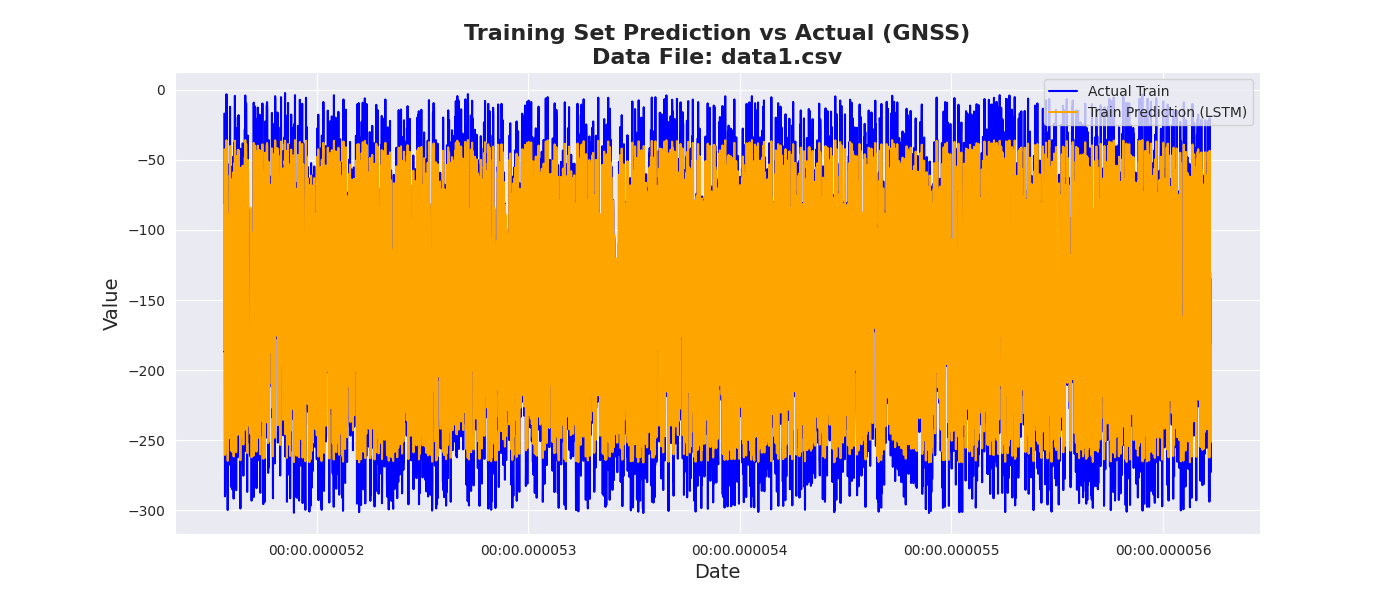 Training Set Prediction vs Actual (GNSS)
Data File: data1.csv
Actual Train
Train Prediction (LSTM)
Value
0
−50
−100
−150
−200
−250
−300
00:00.000052
00:00.000053
00:00.000054
00:00.000055
00:00.000056
Date